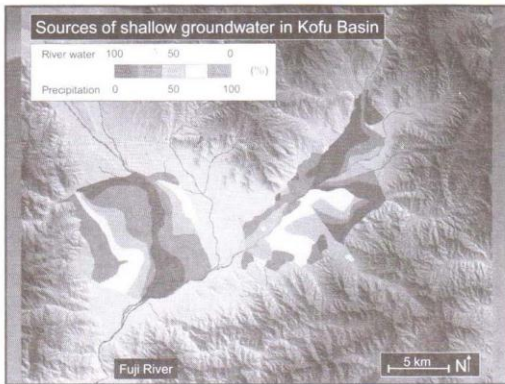 Sources of shallow groundwater in Kofu Basin
River water 100 50 0
(%)
Precipitation 0 50 100
Fuji River
5 km N